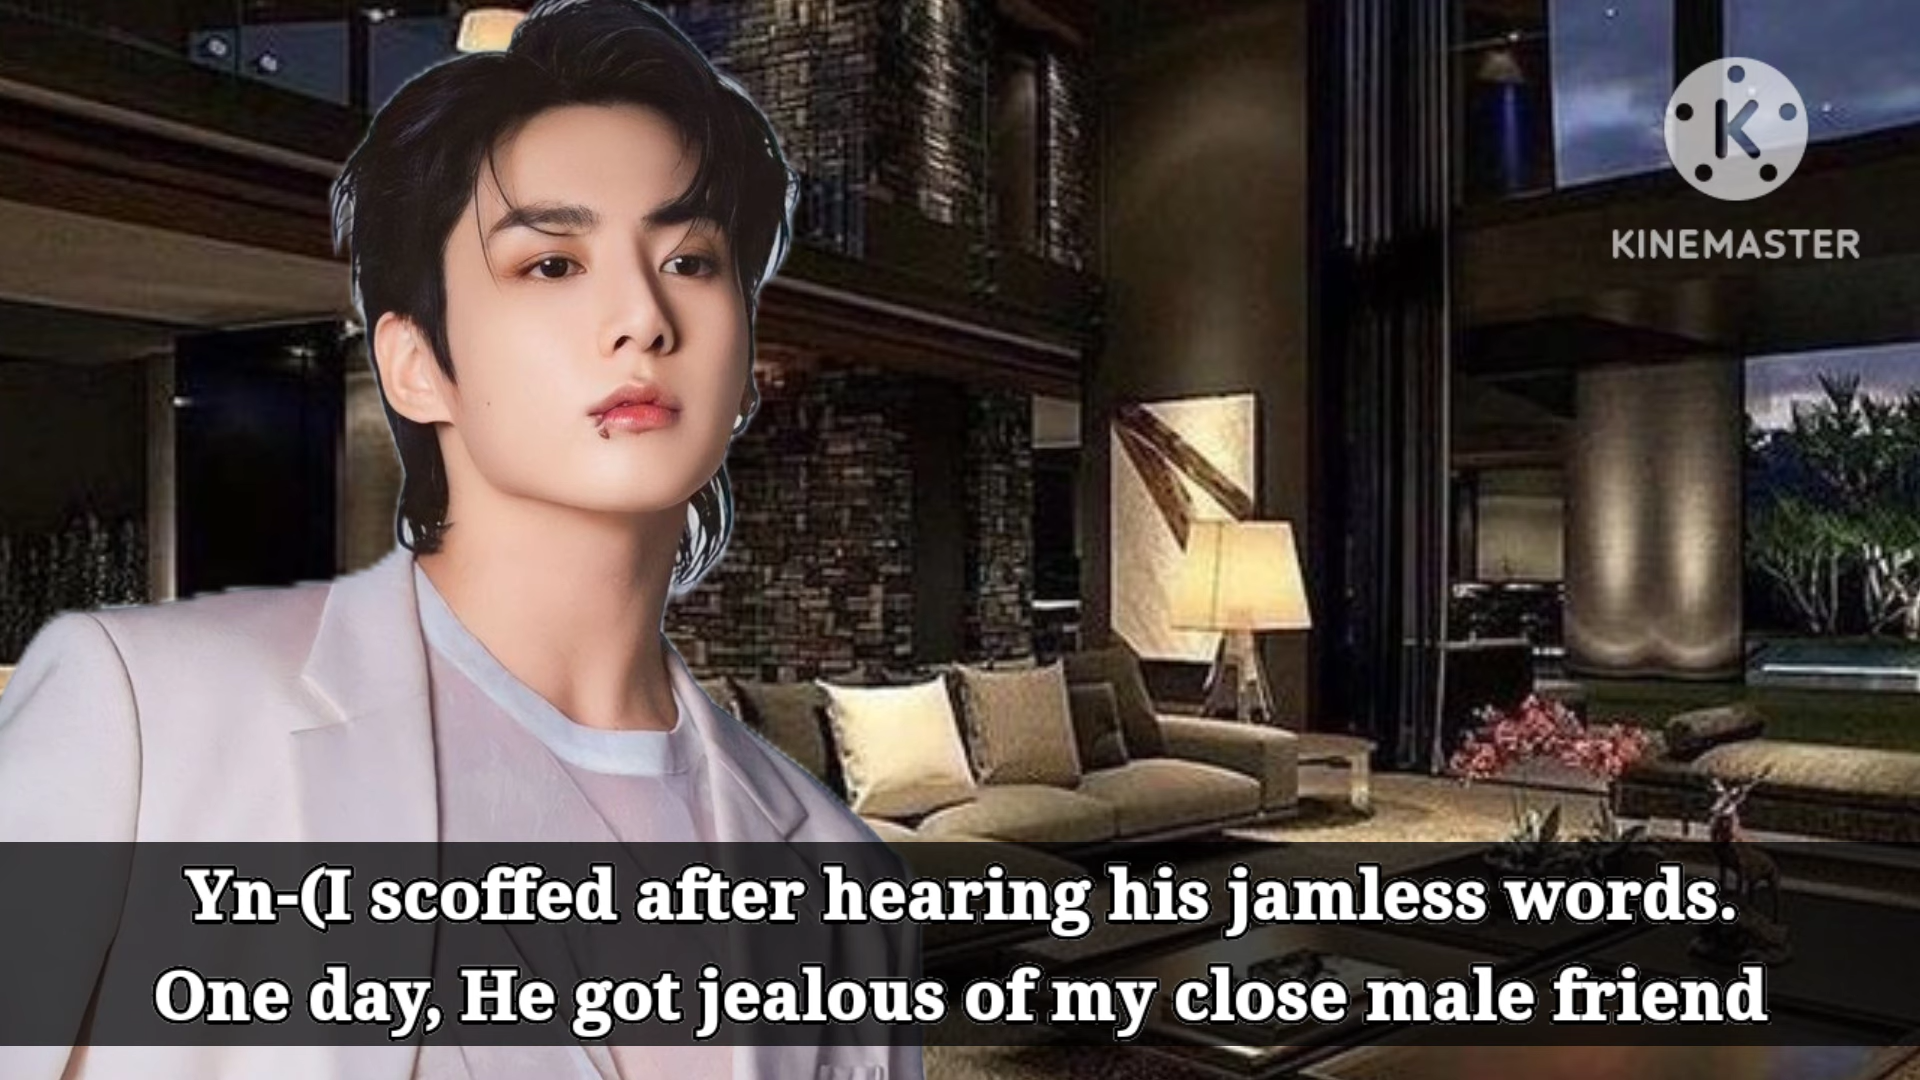 K
KINEMASTER
Yn-(I scoffed after hearing his jamless words.
One day, He got jealous of my close male friend